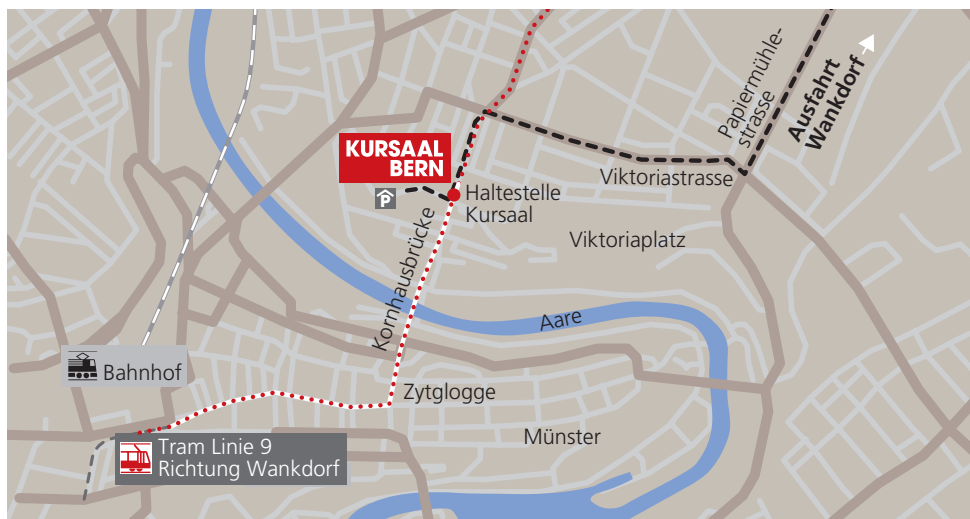 Papiermühle-
strasse
Ausfahrt
Wankdorf
KURSAAL
BERN
P
Haltestelle
Kursaal
Viktoriastrasse
Viktoriaplatz
Kornhausbrücke
Aare
Bahnhof
Zytglogge
Münster
Tram Linie 9
Richtung Wankdorf